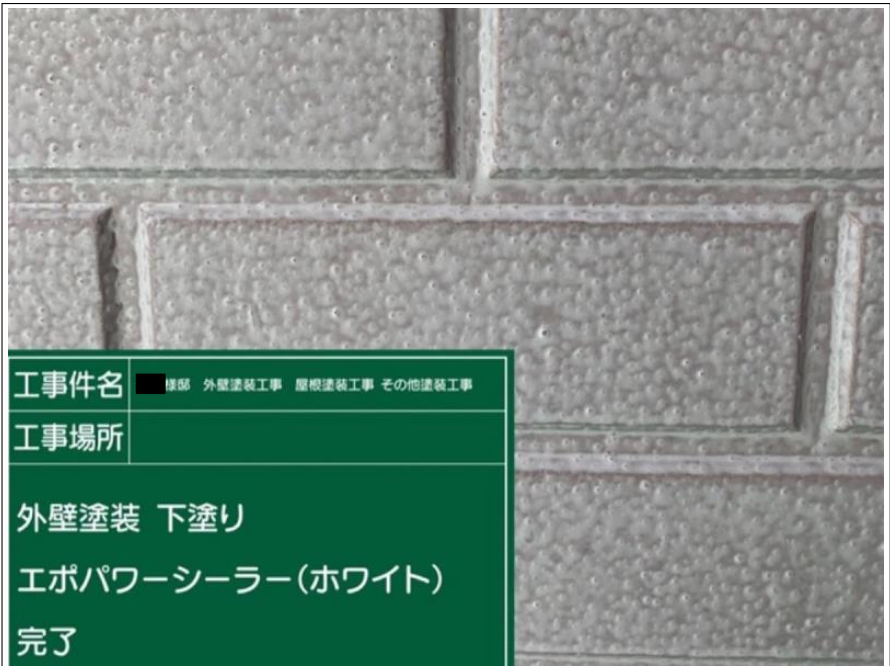 工事件名 様邸 外壁塗装工事 屋根塗装工事 その他塗装工事
工事場所
外壁塗装 下塗り
エポパワーシーラー(ホワイト)
完了